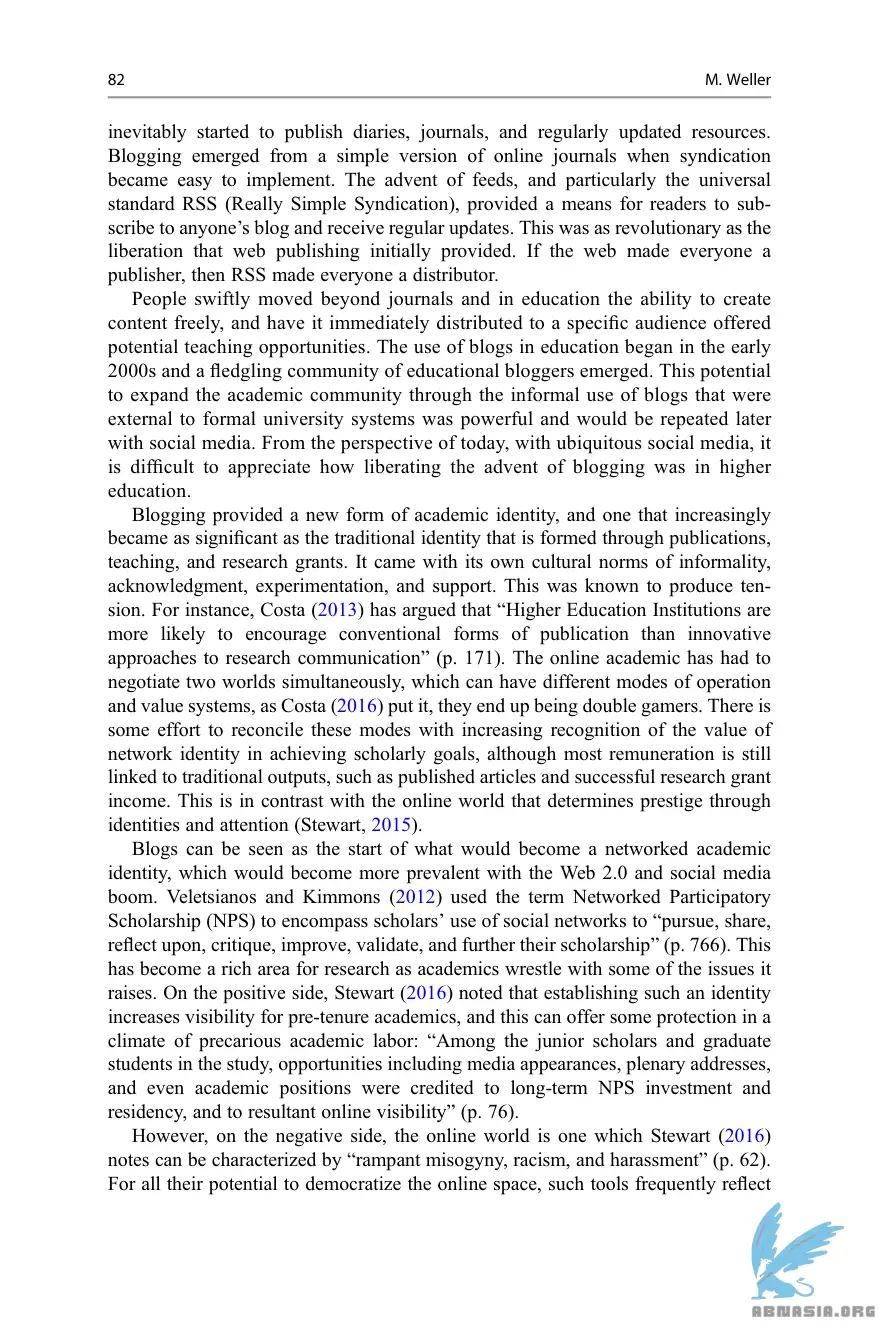 82
M. Weller
inevitably started to publish diaries, journals, and regularly updated resources.
Blogging emerged from a simple version of online journals when syndication
became easy to implement. The advent of feeds, and particularly the universal
standard RSS (Really Simple Syndication), provided a means for readers to sub-
scribe to anyone’s blog and receive regular updates. This was as revolutionary as the
liberation that web publishing initially provided. If the web made everyone a
publisher, then RSS made everyone a distributor.
People swiftly moved beyond journals and in education the ability to create
content freely, and have it immediately distributed to a specific audience offered
potential teaching opportunities. The use of blogs in education began in the early
2000s and a fledgling community of educational bloggers emerged. This potential
to expand the academic community through the informal use of blogs that were
external to formal university systems was powerful and would be repeated later
with social media. From the perspective of today, with ubiquitous social media, it
is difficult to appreciate how liberating the advent of blogging was in higher
education.
Blogging provided a new form of academic identity, and one that increasingly
became as significant as the traditional identity that is formed through publications,
teaching, and research grants. It came with its own cultural norms of informality,
acknowledgment, experimentation, and support. This was known to produce ten-
sion. For instance, Costa (2013) has argued that “Higher Education Institutions are
more likely to encourage conventional forms of publication than innovative
approaches to research communication” (p. 171). The online academic has had to
negotiate two worlds simultaneously, which can have different modes of operation
and value systems, as Costa (2016) put it, they end up being double gamers. There is
some effort to reconcile these modes with increasing recognition of the value of
network identity in achieving scholarly goals, although most remuneration is still
linked to traditional outputs, such as published articles and successful research grant
income. This is in contrast with the online world that determines prestige through
identities and attention (Stewart, 2015).
Blogs can be seen as the start of what would become a networked academic
identity, which would become more prevalent with the Web 2.0 and social media
boom. Veletsianos and Kimmons (2012) used the term Networked Participatory
Scholarship (NPS) to encompass scholars’ use of social networks to “pursue, share,
reflect upon, critique, improve, validate, and further their scholarship” (p. 766). This
has become a rich area for research as academics wrestle with some of the issues it
raises. On the positive side, Stewart (2016) noted that establishing such an identity
increases visibility for pre-tenure academics, and this can offer some protection in a
climate of precarious academic labor: “Among the junior scholars and graduate
students in the study, opportunities including media appearances, plenary addresses,
and even academic positions were credited to long-term NPS investment and
residency, and to resultant online visibility” (p. 76).
However, on the negative side, the online world is one which Stewart (2016)
notes can be characterized by “rampant misogyny, racism, and harassment” (p. 62).
For all their potential to democratize the online space, such tools frequently reflect
ABNASIA.ORG